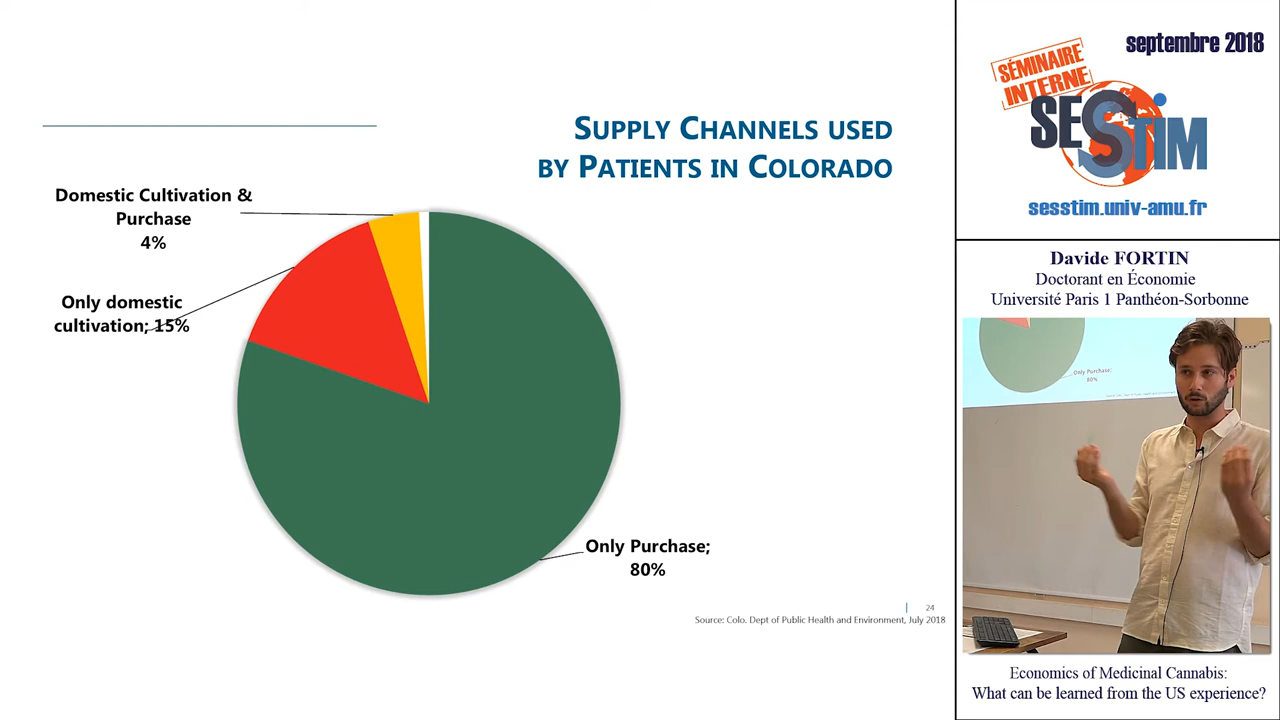 SUPPLY CHANNELS USED
BY PATIENTS IN COLORADO
Domestic Cultivation &
Purchase
4%
Only domestic
cultivation; 15%
Only Purchase;
80%
24
Source: Colo. Dept of Public Health and Environment, July 2018
septembre 2018
SÉMINAIRE
INTERNE
SESSTIM
sesstim.univ-amu.fr
Davide FORTIN
Doctorant en Économie
Université Paris 1 Panthéon-Sorbonne
Only Purchase;
80%
Economics of Medicinal Cannabis:
What can be learned from the US experience?